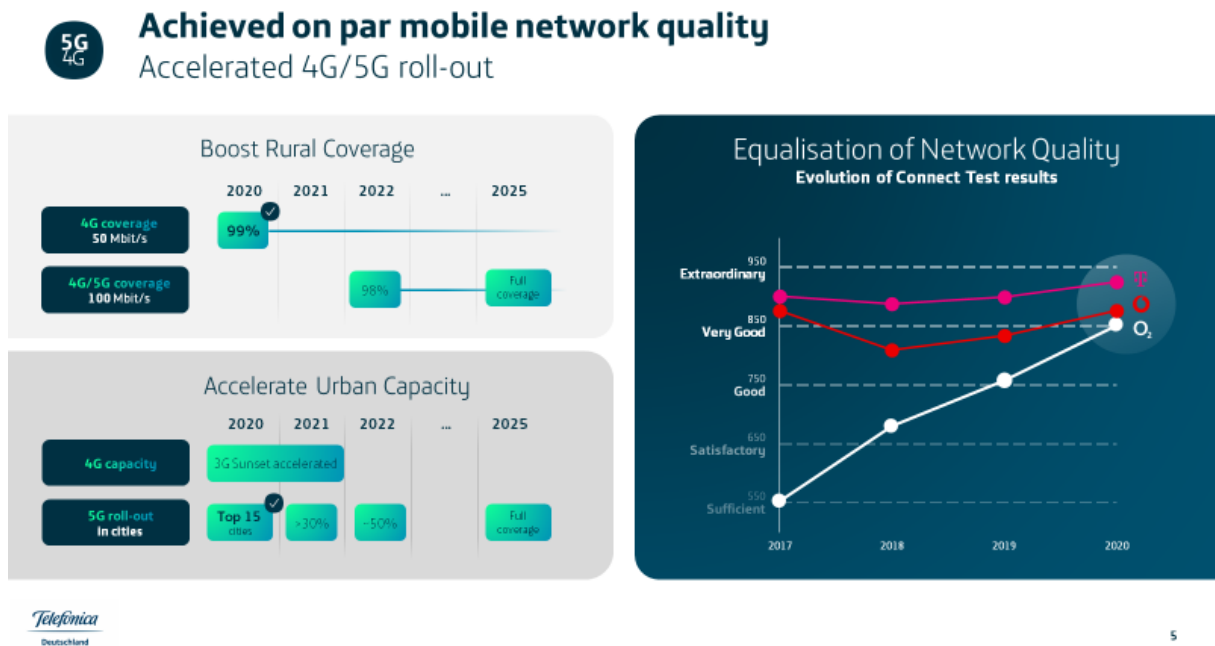 5G
4G
Achieved on par mobile network quality
Accelerated 4G/5G roll-out
Boost Rural Coverage
2020 2021 2022 ... 2025
4G coverage
50 Mbit/s
99%
4G/5G coverage
100 Mbit/s
98%
Full
coverage
Accelerate Urban Capacity
2020 2021 2022 ... 2025
4G capacity
3G Sunset accelerated
5G roll-out
in cities
Top 15
cities
>30%
~50%
Full
coverage
Equalisation of Network Quality
Evolution of Connect Test results
950
Extraordinary
850
Very Good
750
Good
650
Satisfactory
550
Sufficient
T
O2
2017 2018 2019 2020
Telefónica
Deutschland
5